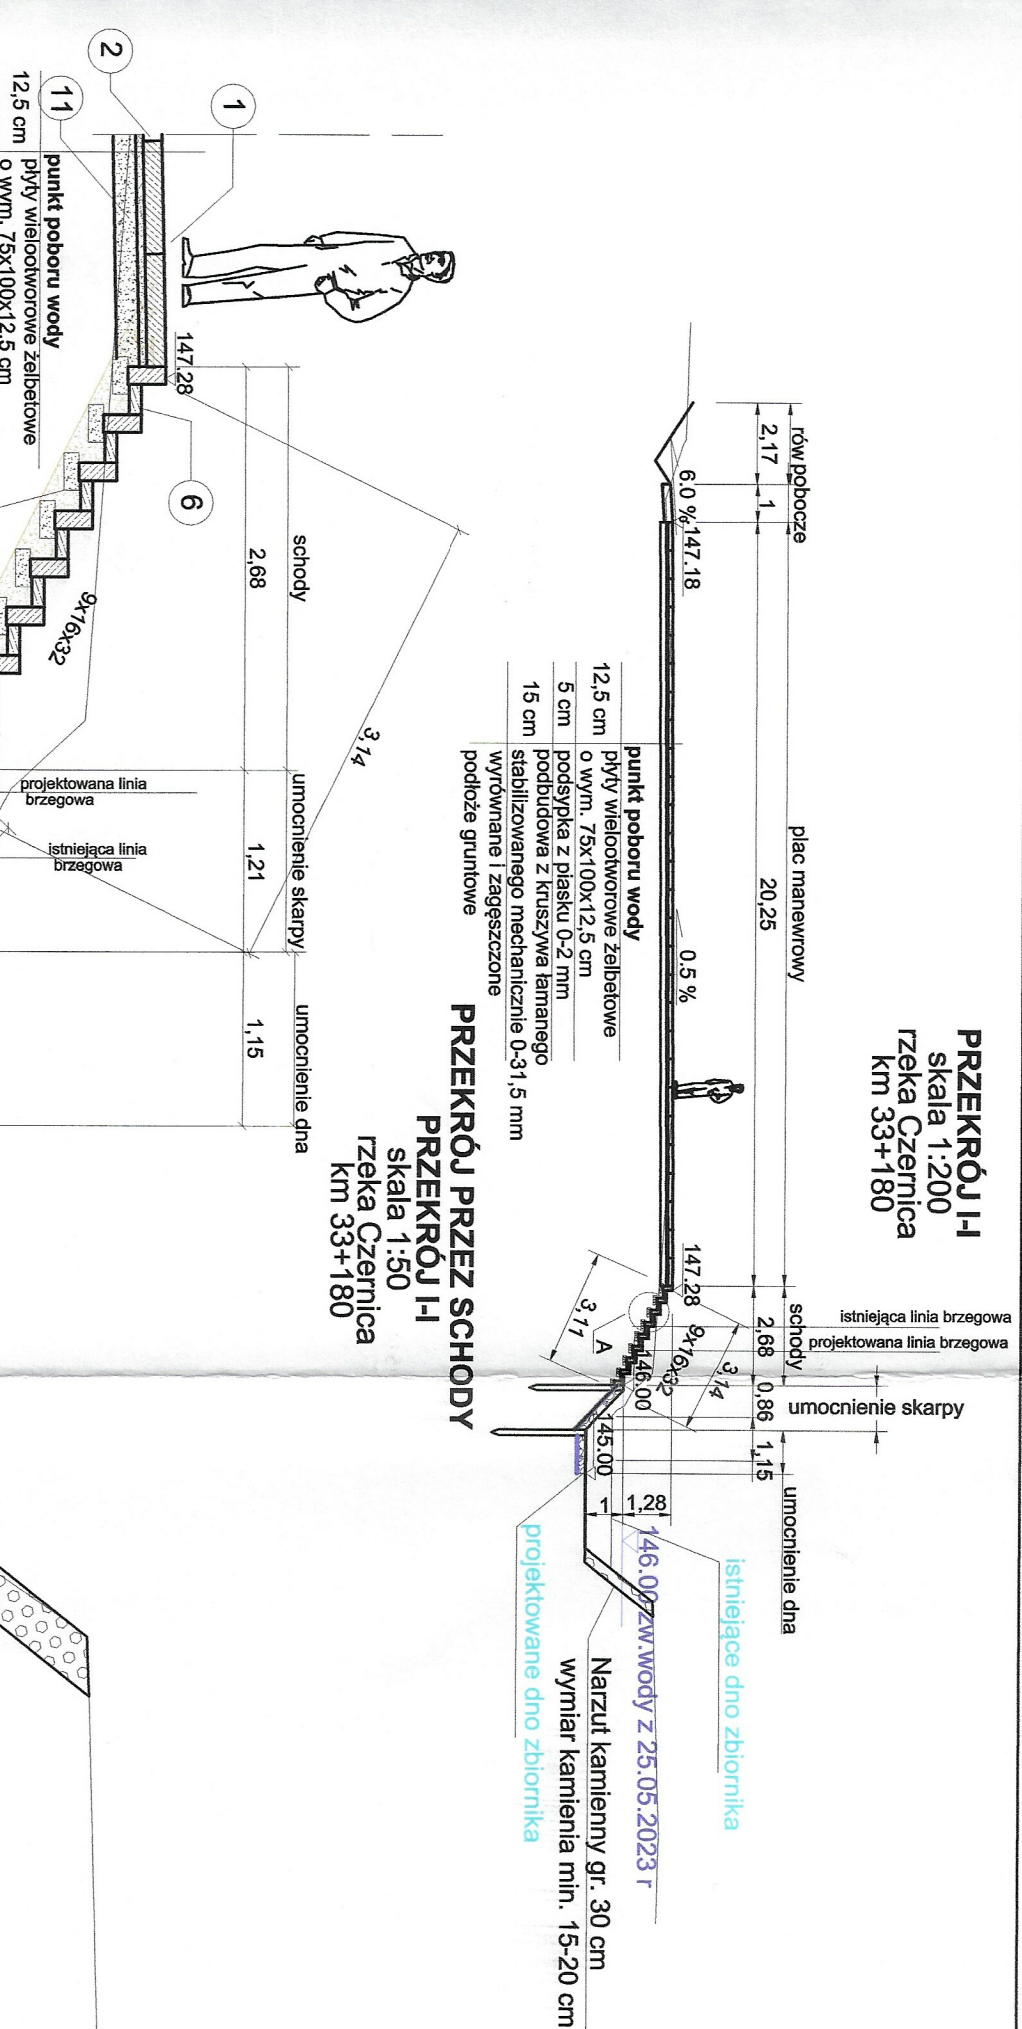 PRZEKRÓJ I-I
skala 1:200
rzeka Czernica
km 33+180
rów
pobocze
plac manewrowy
schody
istniejąca linia brzegowa
projektowana linia brzegowa
umocnienie skarpy
umocnienie dna
2,17
1
20,25
2,68
0,86
1,15
6.0 %
147.18
0.5 %
147.28
9x16x32
3,14
3,11
A
146.00
145.00
1
1,28
146.00 zw.wody z 25.05.2023 r
istniejące dno zbiornika
projektowane dno zbiornika
Narzut kamienny gr. 30 cm
wymiar kamienia min. 15-20 cm
punkt poboru wody
12,5 cm płyty wielootworowe żelbetowe
o wym. 75x100x12,5 cm
5 cm podsypka z piasku 0-2 mm
15 cm podbudowa z kruszywa łamanego
stabilizowanego mechanicznie 0-31,5 mm
wyrównane i zagęszczone
podłoże gruntowe
PRZEKRÓJ PRZEZ SCHODY
PRZEKRÓJ I-I
skala 1:50
rzeka Czernica
km 33+180
schody
umocnienie skarpy
umocnienie dna
2,68
1,21
1,15
3,14
1
2
11
6
147.28
9x16x32
projektowana linia
brzegowa
istniejąca linia
brzegowa
punkt poboru wody
12,5 cm płyty wielootworowe żelbetowe
o wym. 75x100x12,5 cm